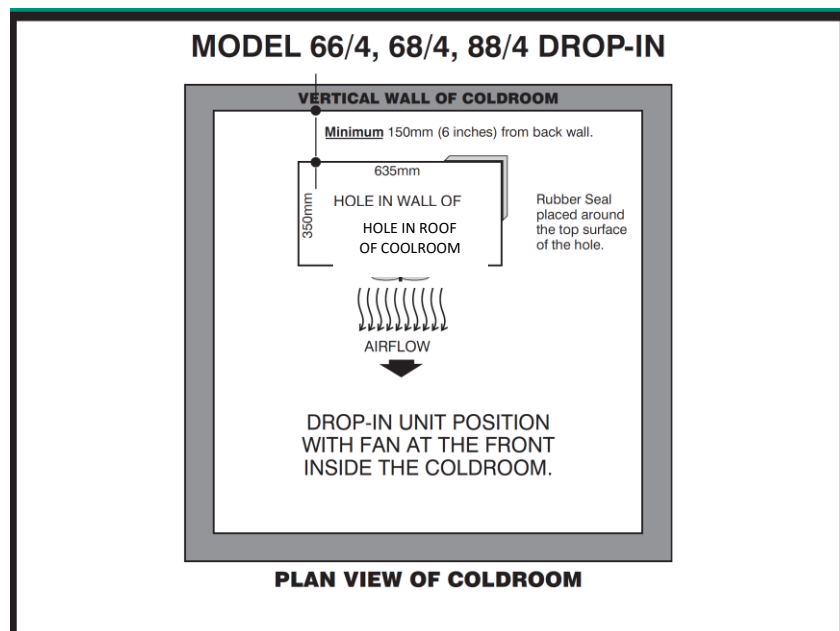 MODEL 66/4, 68/4, 88/4 DROP-IN
VERTICAL WALL OF COLDROOM
Minimum 150mm (6 inches) from back wall.
635mm
350mm
HOLE IN WALL OF
HOLE IN ROOF
OF COOLROOM
Rubber Seal
placed around
the top surface
of the hole.
AIRFLOW
DROP-IN UNIT POSITION
WITH FAN AT THE FRONT
INSIDE THE COLDROOM.
PLAN VIEW OF COLDROOM